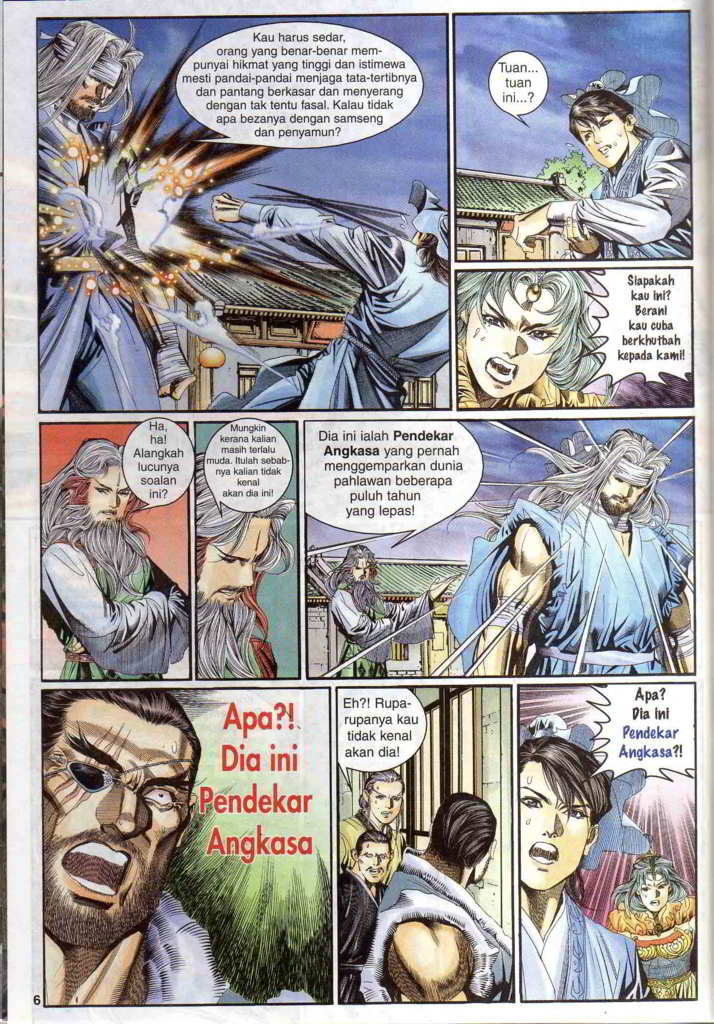 Kau harus sedar,
orang yang benar-benar mem-
punyai hikmat yang tinggi dan istimewa
mesti pandai-pandai menjaga tata-tertibnya
dan pantang berkasar dan menyerang
dengan tak tentu fasal. Kalau tidak
apa bezanya dengan samseng
dan penyamun?
Tuan...
tuan
ini...?
Siapakah
kau ini?
Berani
kau cuba
berkhutbah
kepada kami!
Ha,
ha!
Alangkah
lucunya
soalan
ini?
Mungkin
kerana kalian
masih terlalu
muda. Itulah sebab-
nya kalian tidak
kenal
akan dia ini!
Dia ini ialah Pendekar
Angkasa yang pernah
menggemparkan dunia
pahlawan beberapa
puluh tahun
yang lepas!
Apa?!
Dia ini
Pendekar
Angkasa
Eh?! Rupa-
rupanya kau
tidak kenal
akan dia!
Apa?
Dia ini
Pendekar
Angkasa?!
6